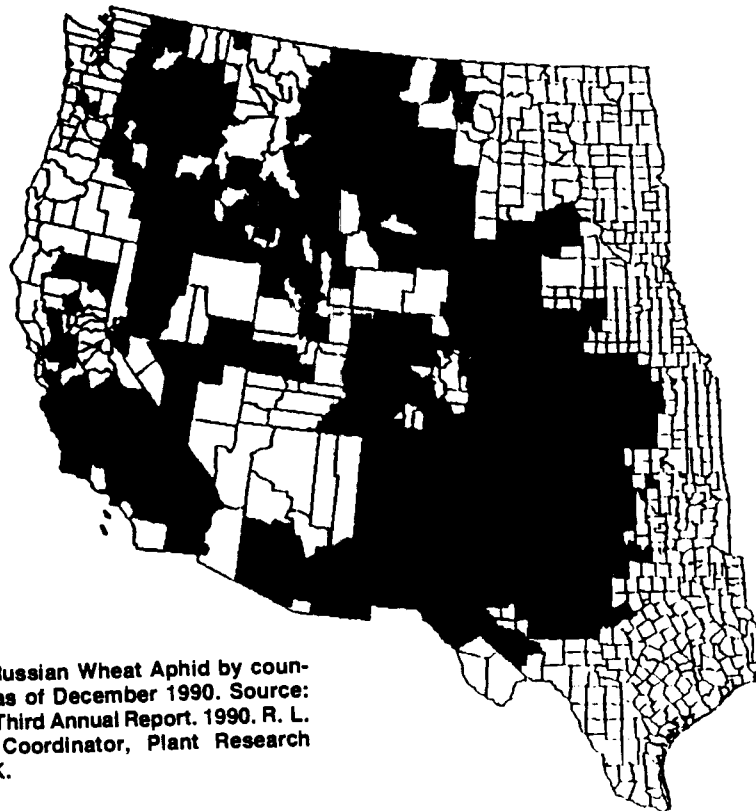 Russian Wheat Aphid by coun-
as of December 1990. Source:
Third Annual Report. 1990. R. L.
Coordinator, Plant Research
K.